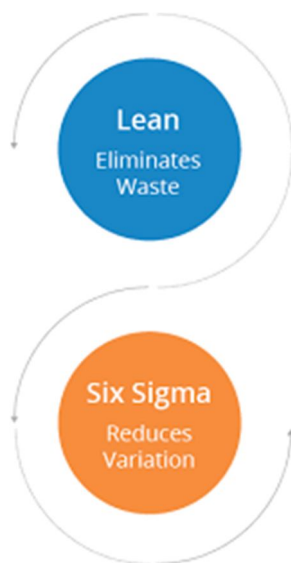 Lean
Eliminates
Waste
Six Sigma
Reduces
Variation